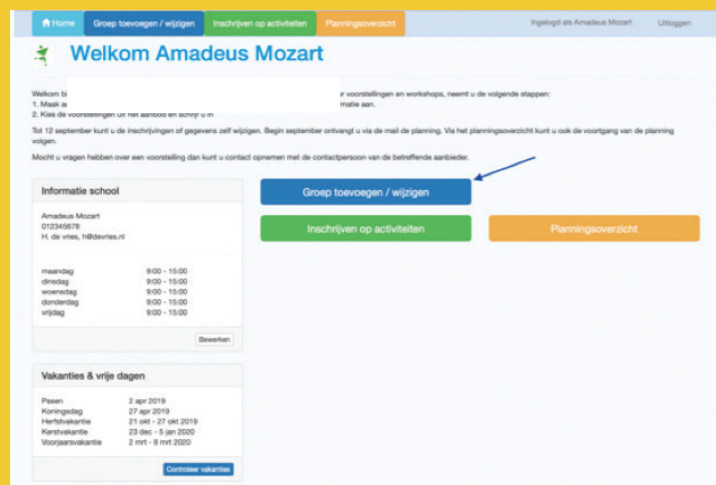 Home Groep toevoegen / wijzigen Inschrijven op activiteiten Planningsoverzicht Ingelogd als Amadeus Mozart Uitloggen
Welkom Amadeus Mozart
Welkom b r voorstellingen en workshops, neemt u de volgende stappen:
1. Maak a matie aan.
2. Kies de voorstellingen uit het aanbod en schrijf u in
Tot 12 september kunt u de inschrijvingen of gegevens zelf wijzigen. Begin september ontvangt u via de mail de planning. Via het planningsoverzicht kunt u ook de voortgang van de planning
volgen.
Mocht u vragen hebben over een voorstelling dan kunt u contact opnemen met de contactpersoon van de betreffende aanbieder.
Informatie school
Amadeus Mozart
012345678
H. de vries, h@devries.nl
maandag 9:00 - 15:00
dinsdag 9:00 - 15:00
woensdag 9:00 - 15:00
donderdag 9:00 - 15:00
vrijdag 9:00 - 15:00
Bewerken
Groep toevoegen / wijzigen
Inschrijven op activiteiten
Planningsoverzicht
Vakanties & vrije dagen
Pasen 2 apr 2019
Koningsdag 27 apr 2019
Herfstvakantie 21 okt - 27 okt 2019
Kerstvakantie 23 dec - 5 jan 2020
Voorjaarsvakantie 2 mrt - 8 mrt 2020
Controleer vakanties